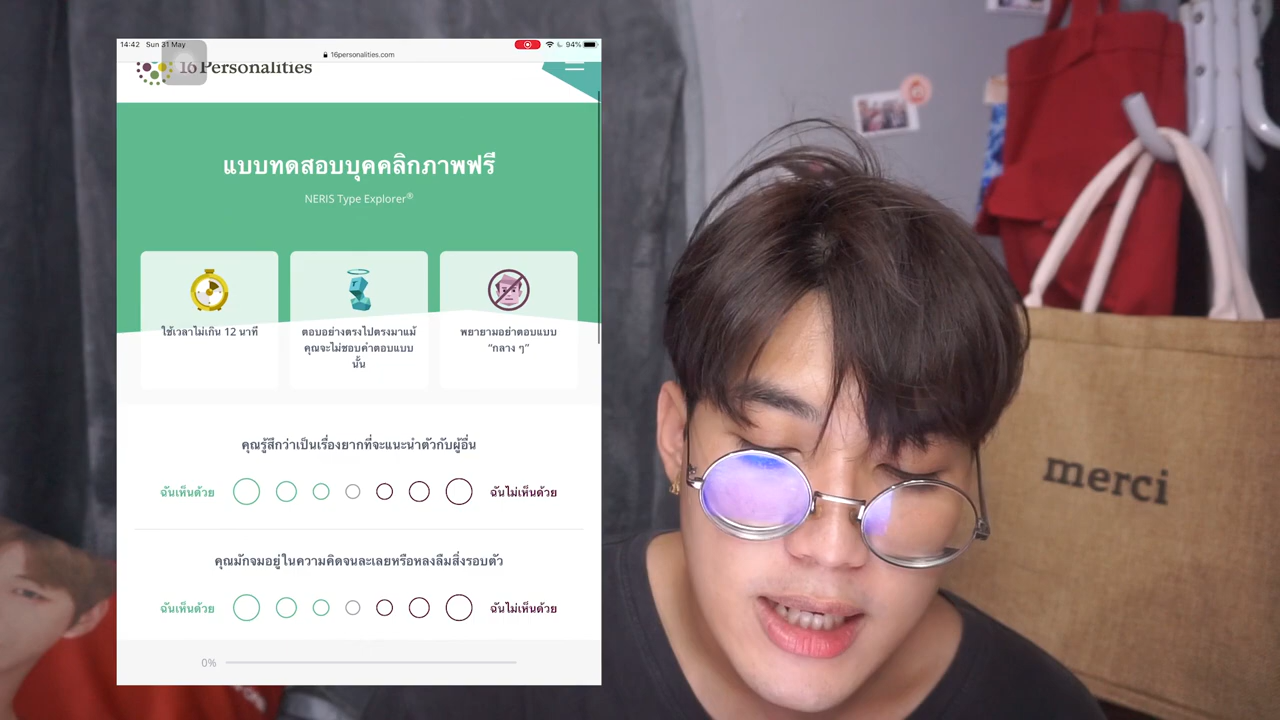 14:42 Sun 31 May
94%
16personalities.com
16Personalities
แบบทดสอบบุคคลิกภาพฟรี
NERIS Type Explorer®
ใช้เวลาไม่เกิน 12 นาที
ตอบอย่างตรงไปตรงมาแม้
คุณจะไม่ชอบคำตอบแบบ
นั้น
พยายามอย่าตอบแบบ
“กลาง ๆ”
คุณรู้สึกว่าเป็นเรื่องยากที่จะแนะนำตัวกับผู้อื่น
ฉันเห็นด้วย ฉันไม่เห็นด้วย
คุณมักจมอยู่ในความคิดจนละเลยหรือหลงลืมสิ่งรอบตัว
ฉันเห็นด้วย ฉันไม่เห็นด้วย
0%
merci